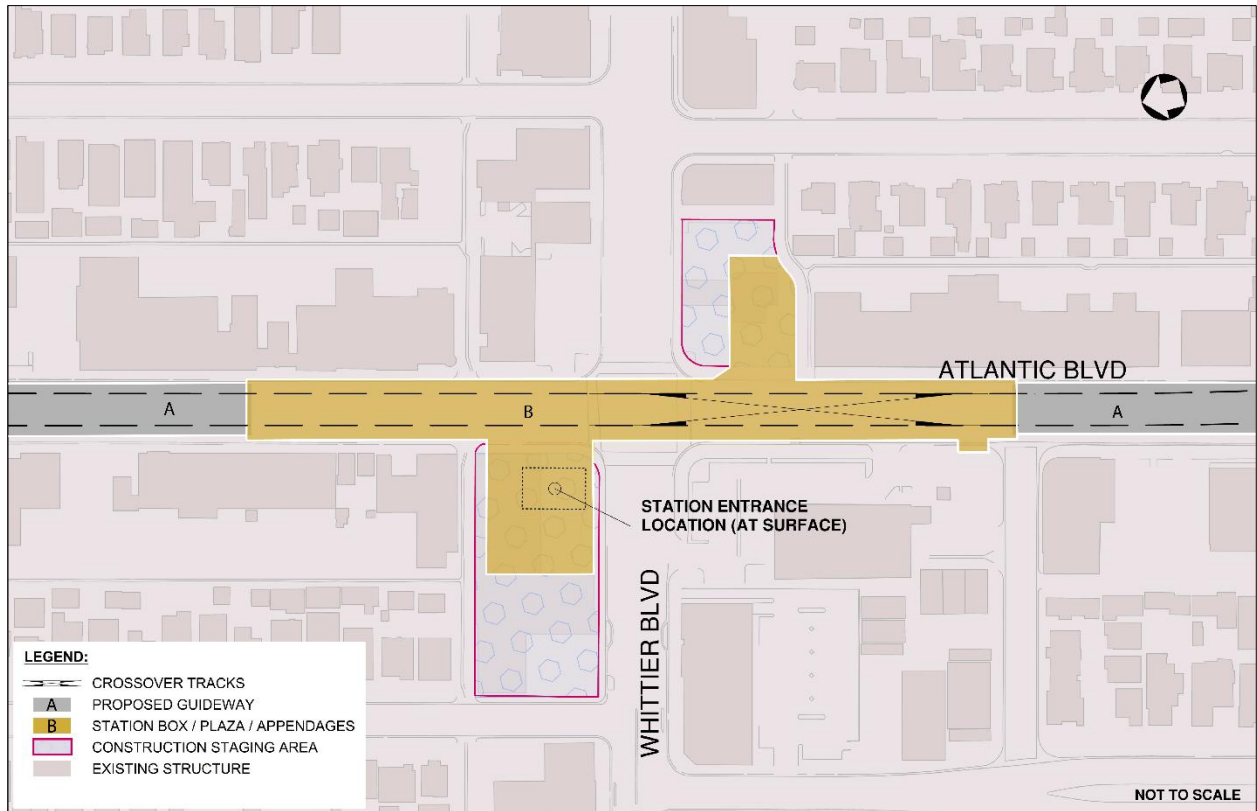 ATLANTIC BLVD
A
B
A
STATION ENTRANCE
LOCATION (AT SURFACE)
WHITTIER BLVD
LEGEND:
CROSSOVER TRACKS
A PROPOSED GUIDEWAY
B STATION BOX / PLAZA / APPENDAGES
CONSTRUCTION STAGING AREA
EXISTING STRUCTURE
NOT TO SCALE